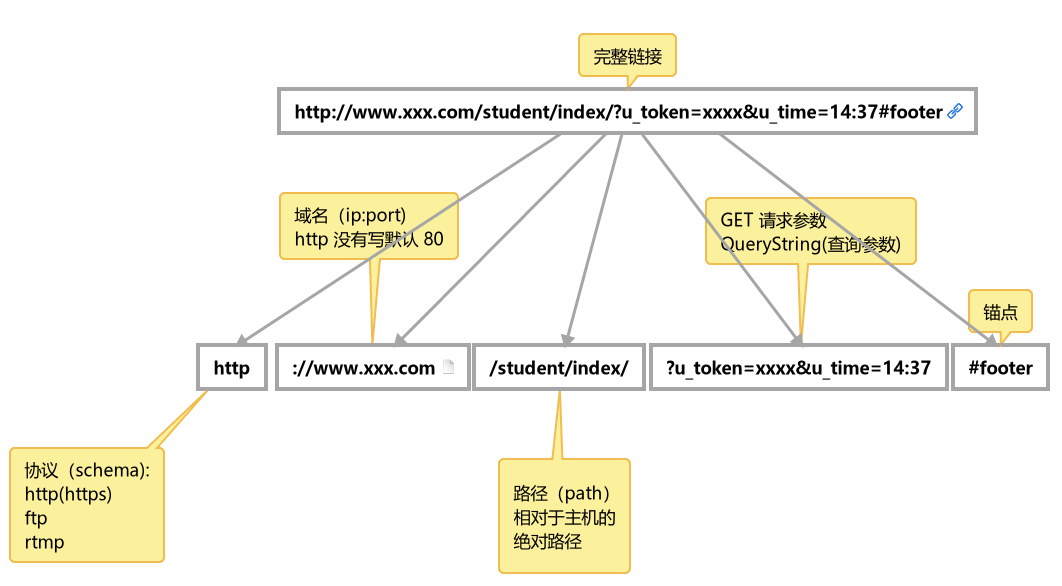 完整链接
http://www.xxx.com/student/index/?u_token=xxxx&u_time=14:37#footer
域名（ip:port)
http 没有写默认 80
GET 请求参数
QueryString(查询参数)
锚点
http
://www.xxx.com
/student/index/
?u_token=xxxx&u_time=14:37
#footer
协议（schema):
http(https)
ftp
rtmp
路径（path）
相对于主机的
绝对路径